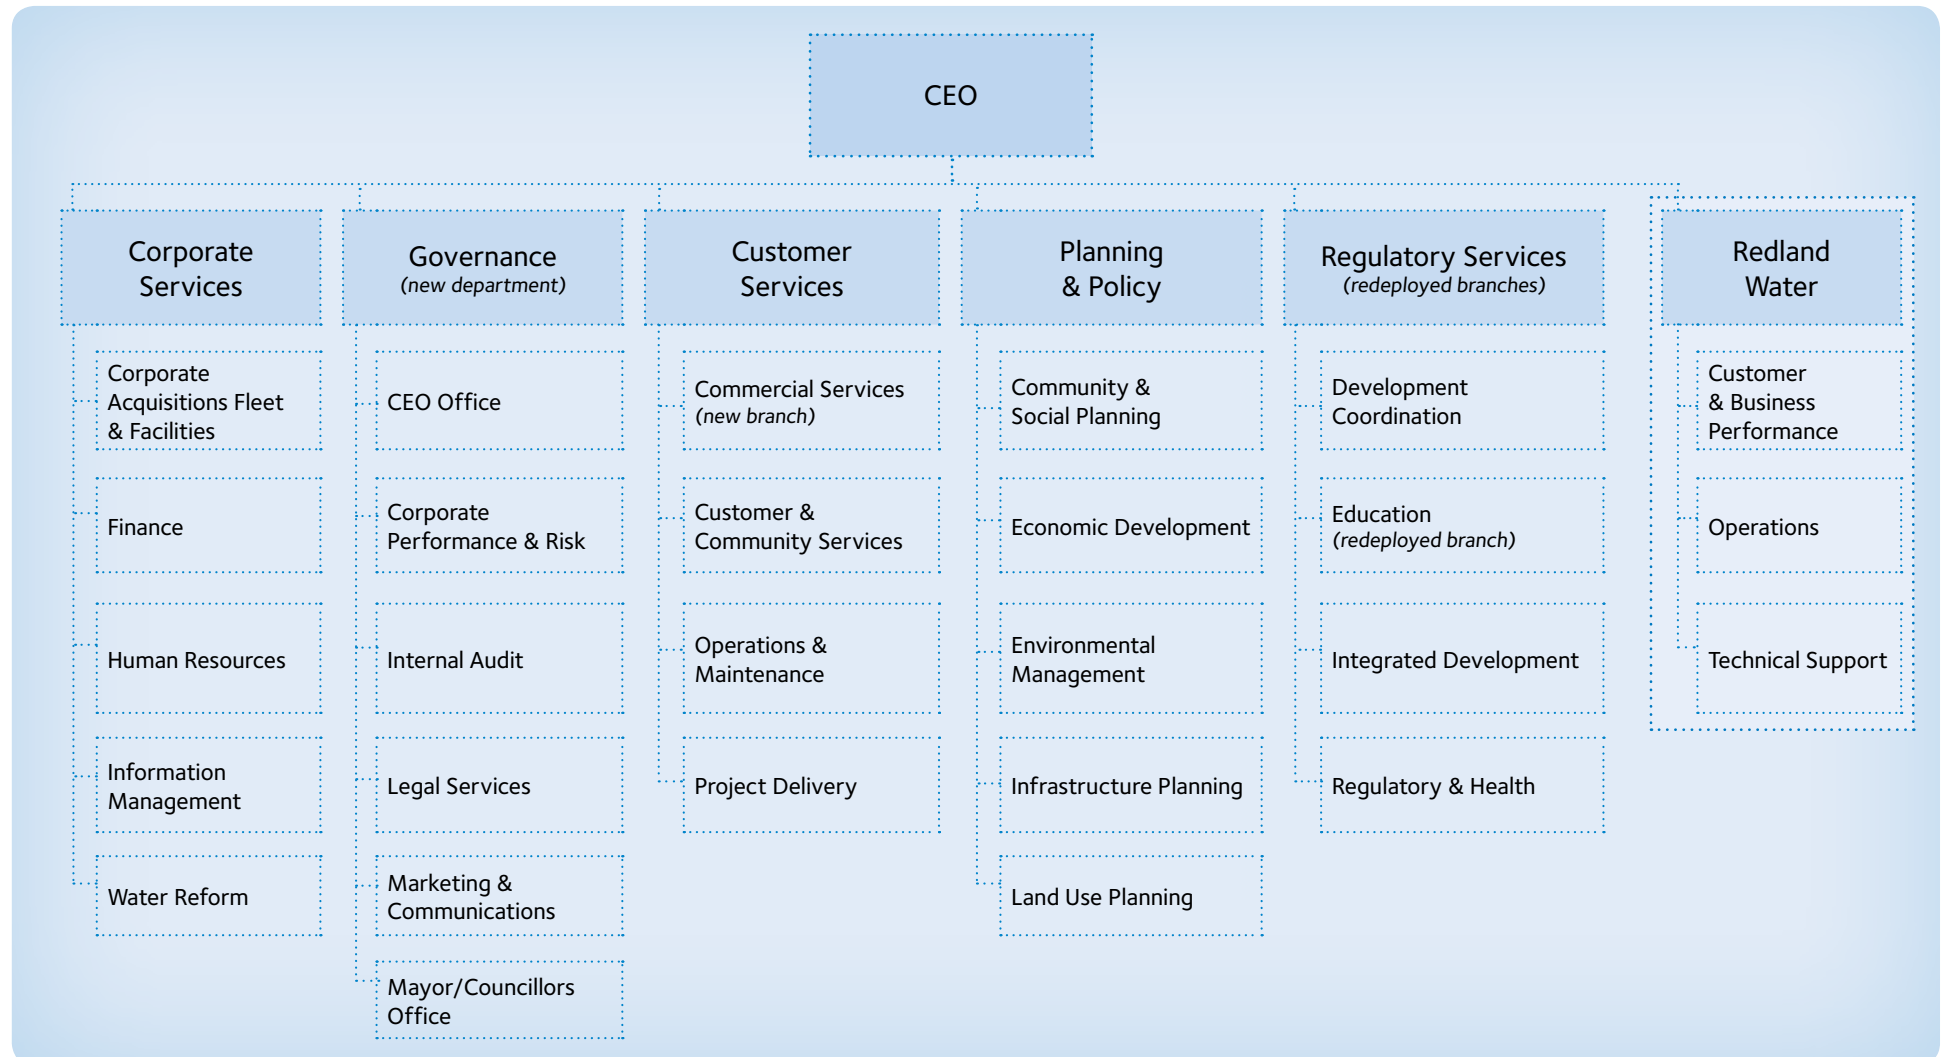 CEO
Corporate
Services
Corporate
Acquisitions Fleet
& Facilities
Finance
Human Resources
Information
Management
Water Reform
Governance
(new department)
CEO Office
Corporate
Performance & Risk
Internal Audit
Legal Services
Marketing &
Communications
Mayor/Councillors
Office
Customer
Services
Commercial Services
(new branch)
Customer &
Community Services
Operations &
Maintenance
Project Delivery
Planning
& Policy
Community &
Social Planning
Economic Development
Environmental
Management
Infrastructure Planning
Land Use Planning
Regulatory Services
(redeployed branches)
Development
Coordination
Education
(redeployed branch)
Integrated Development
Regulatory & Health
Redland
Water
Customer
& Business
Performance
Operations
Technical Support